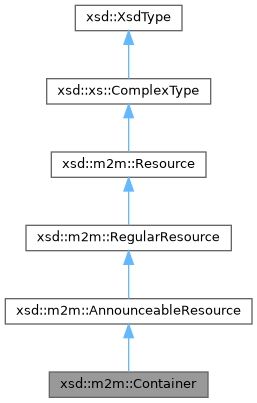 xsd::XsdType
xsd::xs::ComplexType
xsd::m2m::Resource
xsd::m2m::RegularResource
xsd::m2m::AnnounceableResource
xsd::m2m::Container